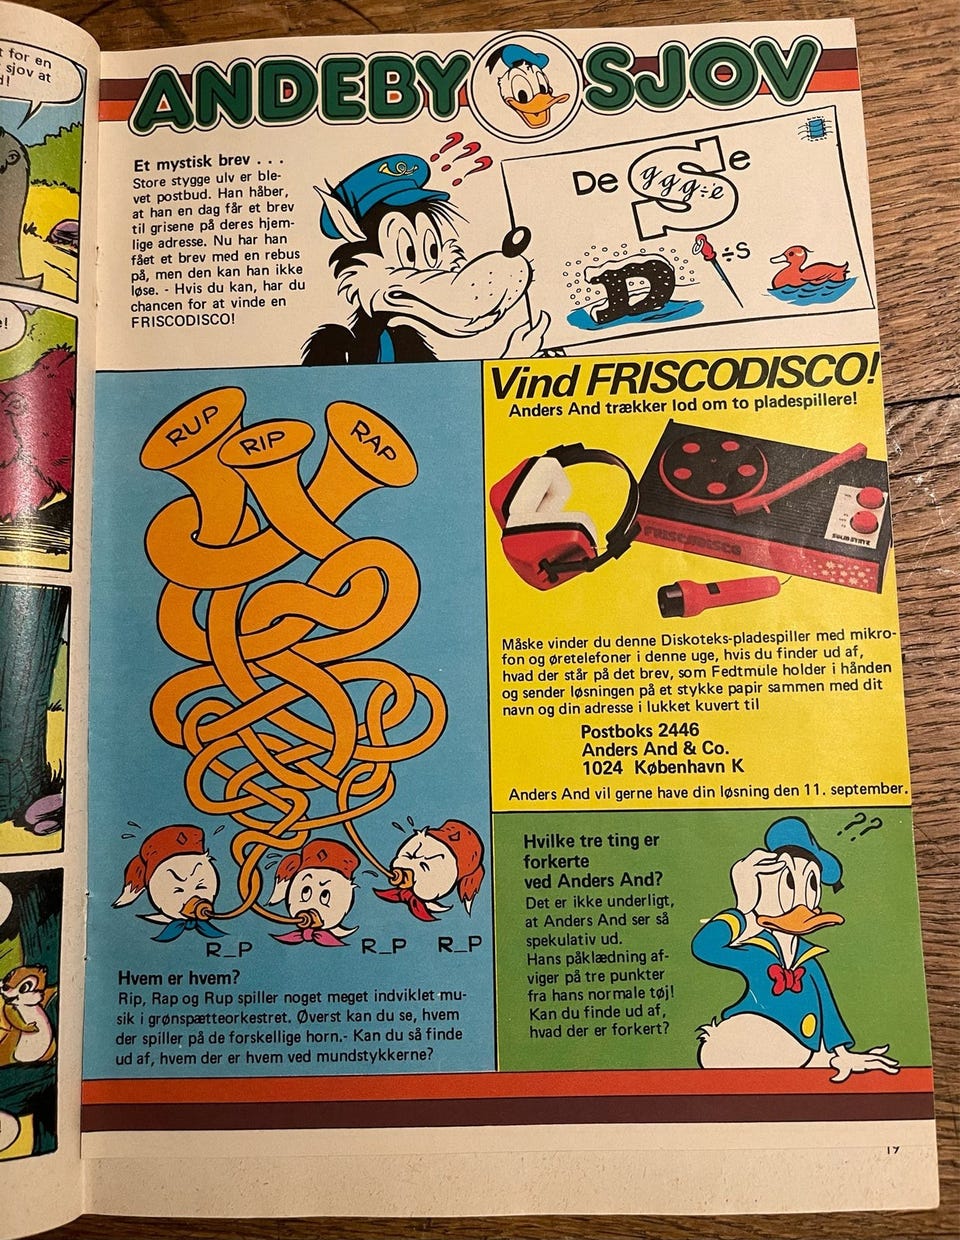 t for en
sjov at
d!
e!
ANDEBY SJOV
Et mystisk brev . . .
Store stygge ulv er ble-
vet postbud. Han håber,
at han en dag får et brev
til grisene på deres hjem-
lige adresse. Nu har han
fået et brev med en rebus
på, men den kan han ikke
løse. - Hvis du kan, har du
chancen for at vinde en
FRISCODISCO!
???
De S e
g g g ÷ e
D ÷ s
RUP
RIP
RAP
R_P
R_P
R_P
Hvem er hvem?
Rip, Rap og Rup spiller noget meget indviklet mu-
sik i grønspætteorkestret. Øverst kan du se, hvem
der spiller på de forskellige horn.- Kan du så finde
ud af, hvem der er hvem ved mundstykkerne?
Vind FRISCODISCO!
Anders And trækker lod om to pladespillere!
FRISCODISCO
SOLID STATE
Måske vinder du denne Diskoteks-pladespiller med mikro-
fon og øretelefoner i denne uge, hvis du finder ud af,
hvad der står på det brev, som Fedtmule holder i hånden
og sender løsningen på et stykke papir sammen med dit
navn og din adresse i lukket kuvert til
Postboks 2446
Anders And & Co.
1024 København K
Anders And vil gerne have din løsning den 11. september.
Hvilke tre ting er
forkerte
ved Anders And?
Det er ikke underligt,
at Anders And ser så
spekulativ ud.
Hans påklædning af-
viger på tre punkter
fra hans normale tøj!
Kan du finde ud af,
hvad der er forkert?
???
19